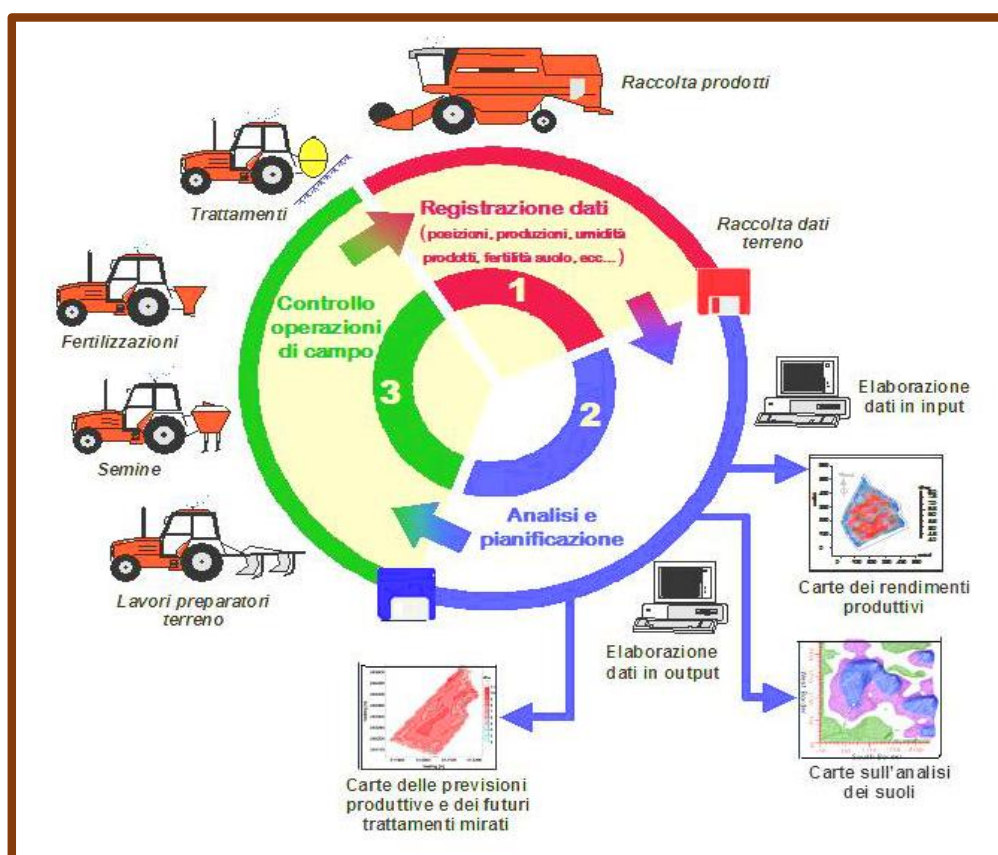 Raccolta prodotti
Trattamenti
Registrazione dati
(posizioni, produzioni, umidità
prodotti, fertilità suolo, ecc...)
Raccolta dati
terreno
1
Controllo
operazioni
di campo
Fertilizzazioni
3
2
Elaborazione
dati in input
Semine
Analisi e
pianificazione
Carte dei rendimenti
produttivi
Lavori preparatori
terreno
Elaborazione
dati in output
Carte delle previsioni
produttive e dei futuri
trattamenti mirati
Carte sull'analisi
dei suoli